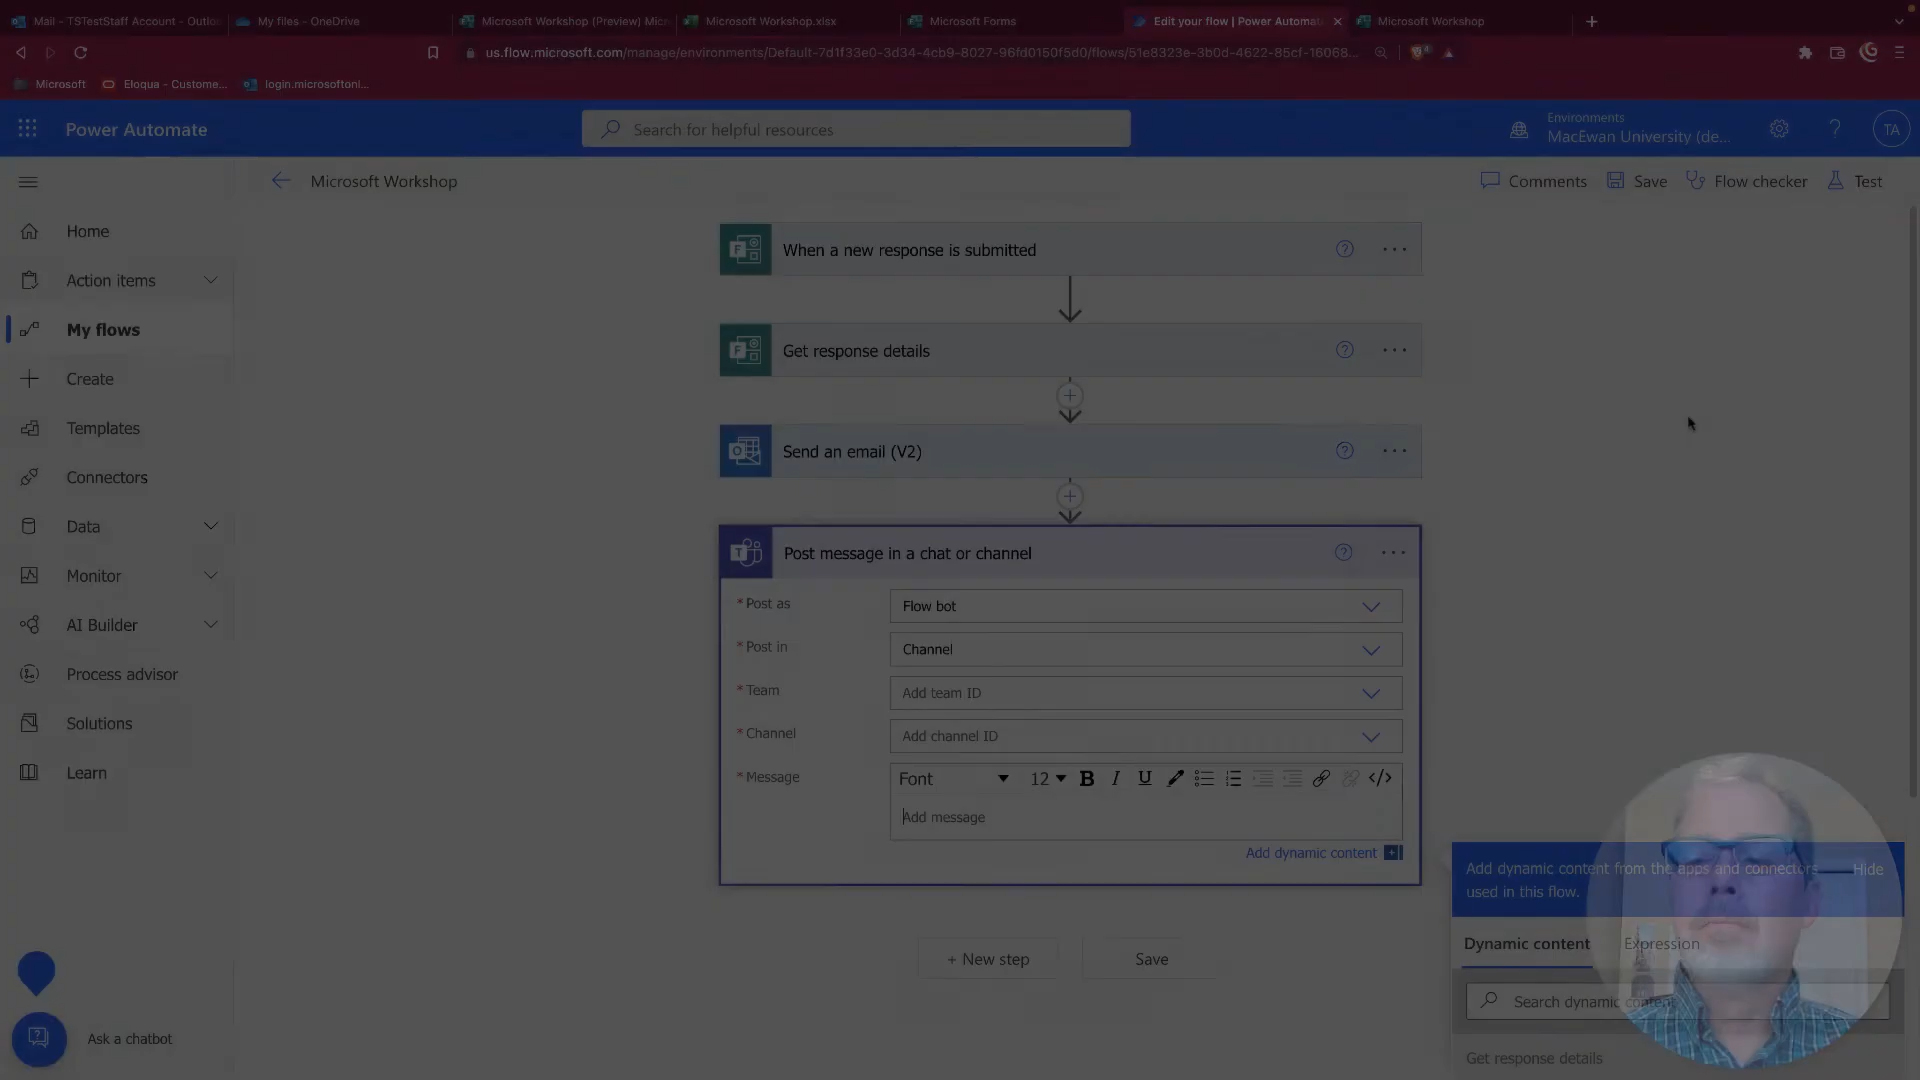 Mail - TSTestStaff Account - Outlo
My files - OneDrive
Microsoft Workshop (Preview) Micr
Microsoft Workshop.xlsx
Microsoft Forms
Edit your flow | Power Automate
Microsoft Workshop
us.flow.microsoft.com/manage/environments/Default-7d1f33e0-3d34-4cb9-8027-96fd0150f5d0/flows/51e8323e-3b0d-4622-85cf-16068...
Microsoft
Eloqua - Custome...
login.microsoftonl...
Power Automate
Search for helpful resources
Environments
MacEwan University (de...
?
TA
Microsoft Workshop
Comments
Save
Flow checker
Test
Home
Action items
My flows
Create
Templates
Connectors
Data
Monitor
AI Builder
Process advisor
Solutions
Learn
Ask a chatbot
When a new response is submitted
Get response details
Send an email (V2)
Post message in a chat or channel
* Post as
Flow bot
* Post in
Channel
* Team
Add team ID
* Channel
Add channel ID
* Message
Font 12 B I U </>
Add message
Add dynamic content
+ New step
Save
Add dynamic content from the apps and connectors
used in this flow.
Hide
Dynamic content
Expression
Search dynamic content
Get response details